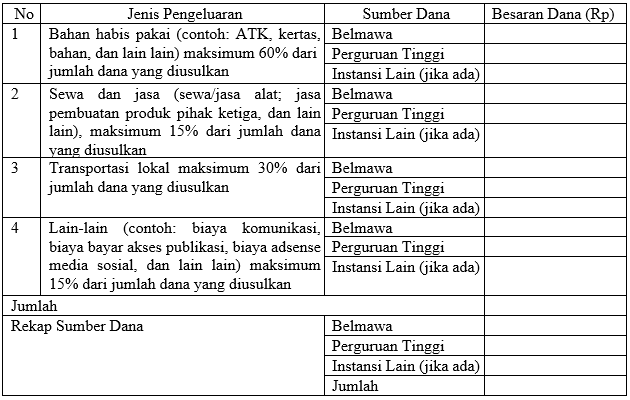 No Jenis Pengeluaran Sumber Dana Besaran Dana (Rp)
1 Bahan habis pakai (contoh: ATK, kertas, Belmawa
bahan, dan lain lain) maksimum 60% dari Perguruan Tinggi
jumlah dana yang diusulkan Instansi Lain (jika ada)
2 Sewa dan jasa (sewa/jasa alat; jasa Belmawa
pembuatan produk pihak ketiga, dan lain Perguruan Tinggi
lain), maksimum 15% dari jumlah dana Instansi Lain (jika ada)
yang diusulkan
3 Transportasi lokal maksimum 30% dari Belmawa
jumlah dana yang diusulkan Perguruan Tinggi
Instansi Lain (jika ada)
4 Lain-lain (contoh: biaya komunikasi, Belmawa
biaya bayar akses publikasi, biaya adsense Perguruan Tinggi
media sosial, dan lain lain) maksimum Instansi Lain (jika ada)
15% dari jumlah dana yang diusulkan
Jumlah
Rekap Sumber Dana Belmawa
Perguruan Tinggi
Instansi Lain (jika ada)
Jumlah